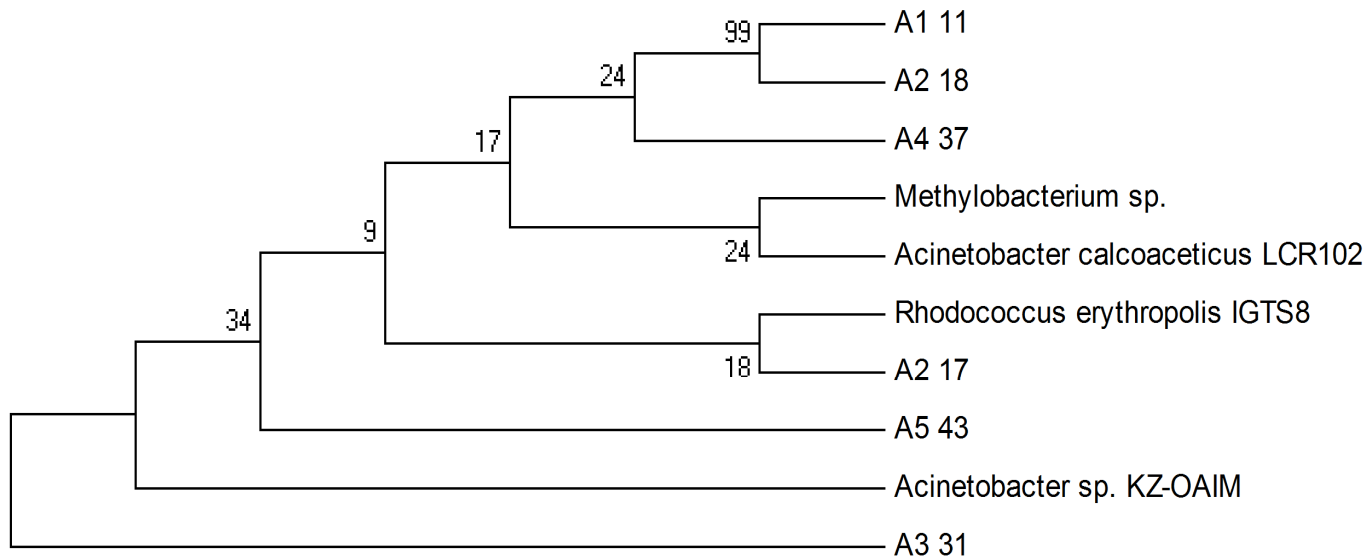 99
A1 11
A2 18
24
A4 37
17
Methylobacterium sp.
24
Acinetobacter calcoaceticus LCR102
9
Rhodococcus erythropolis IGTS8
18
A2 17
34
A5 43
Acinetobacter sp. KZ-OAIM
A3 31